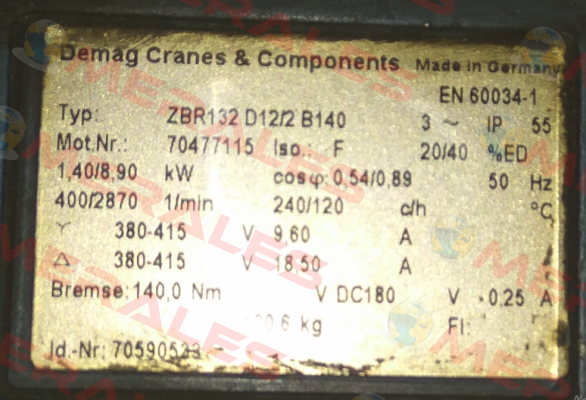 Demag Cranes & Components Made in Germany
EN 60034-1
Typ: ZBR132 D12/2 B140 3 ~ IP 55
Mot.Nr.: 70477115 Iso.: F 20/40 %ED
1,40/8,90 kW cosφ: 0,54/0,89 50 Hz
400/2870 1/min 240/120 c/h °C
Y 380-415 V 9,60 A
Δ 380-415 V 18,50 A
Bremse: 140,0 Nm V DC180 V 0,25 A
kg FI:
Id.-Nr: 70590533
MERALES